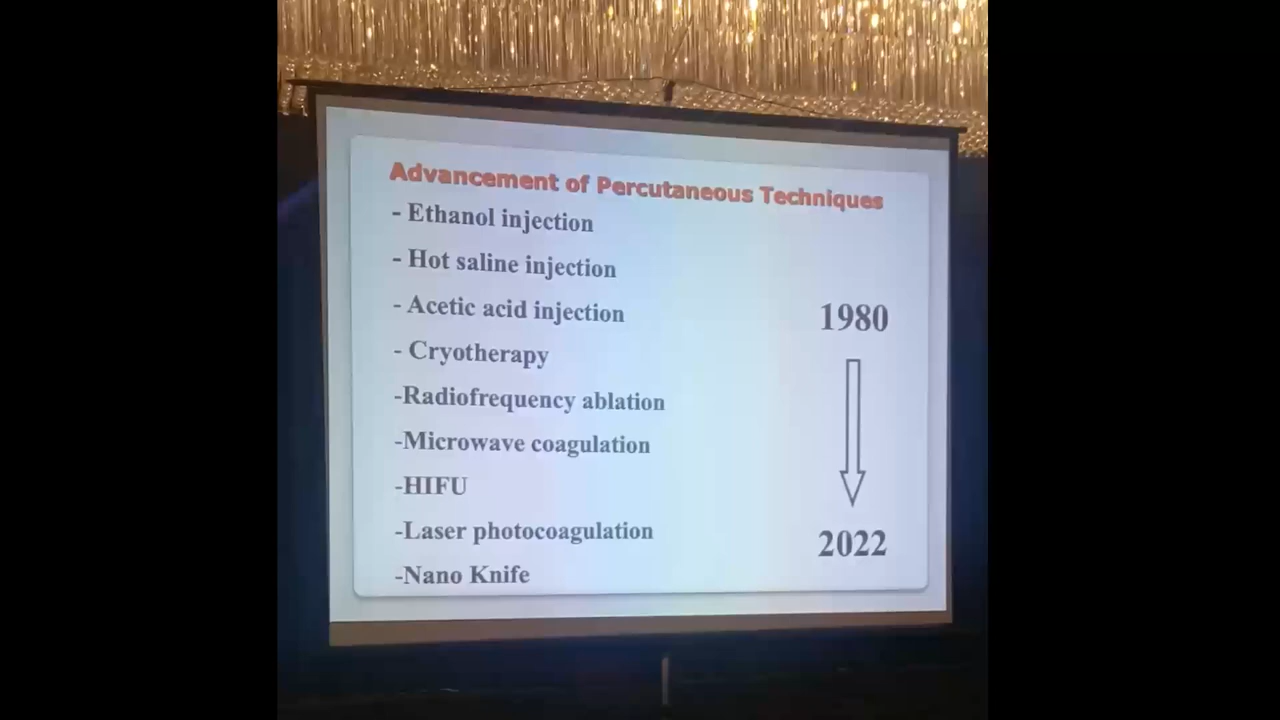 Advancement of Percutaneous Techniques
- Ethanol injection
- Hot saline injection
- Acetic acid injection
- Cryotherapy
-Radiofrequency ablation
-Microwave coagulation
-HIFU
-Laser photocoagulation
-Nano Knife
1980
2022